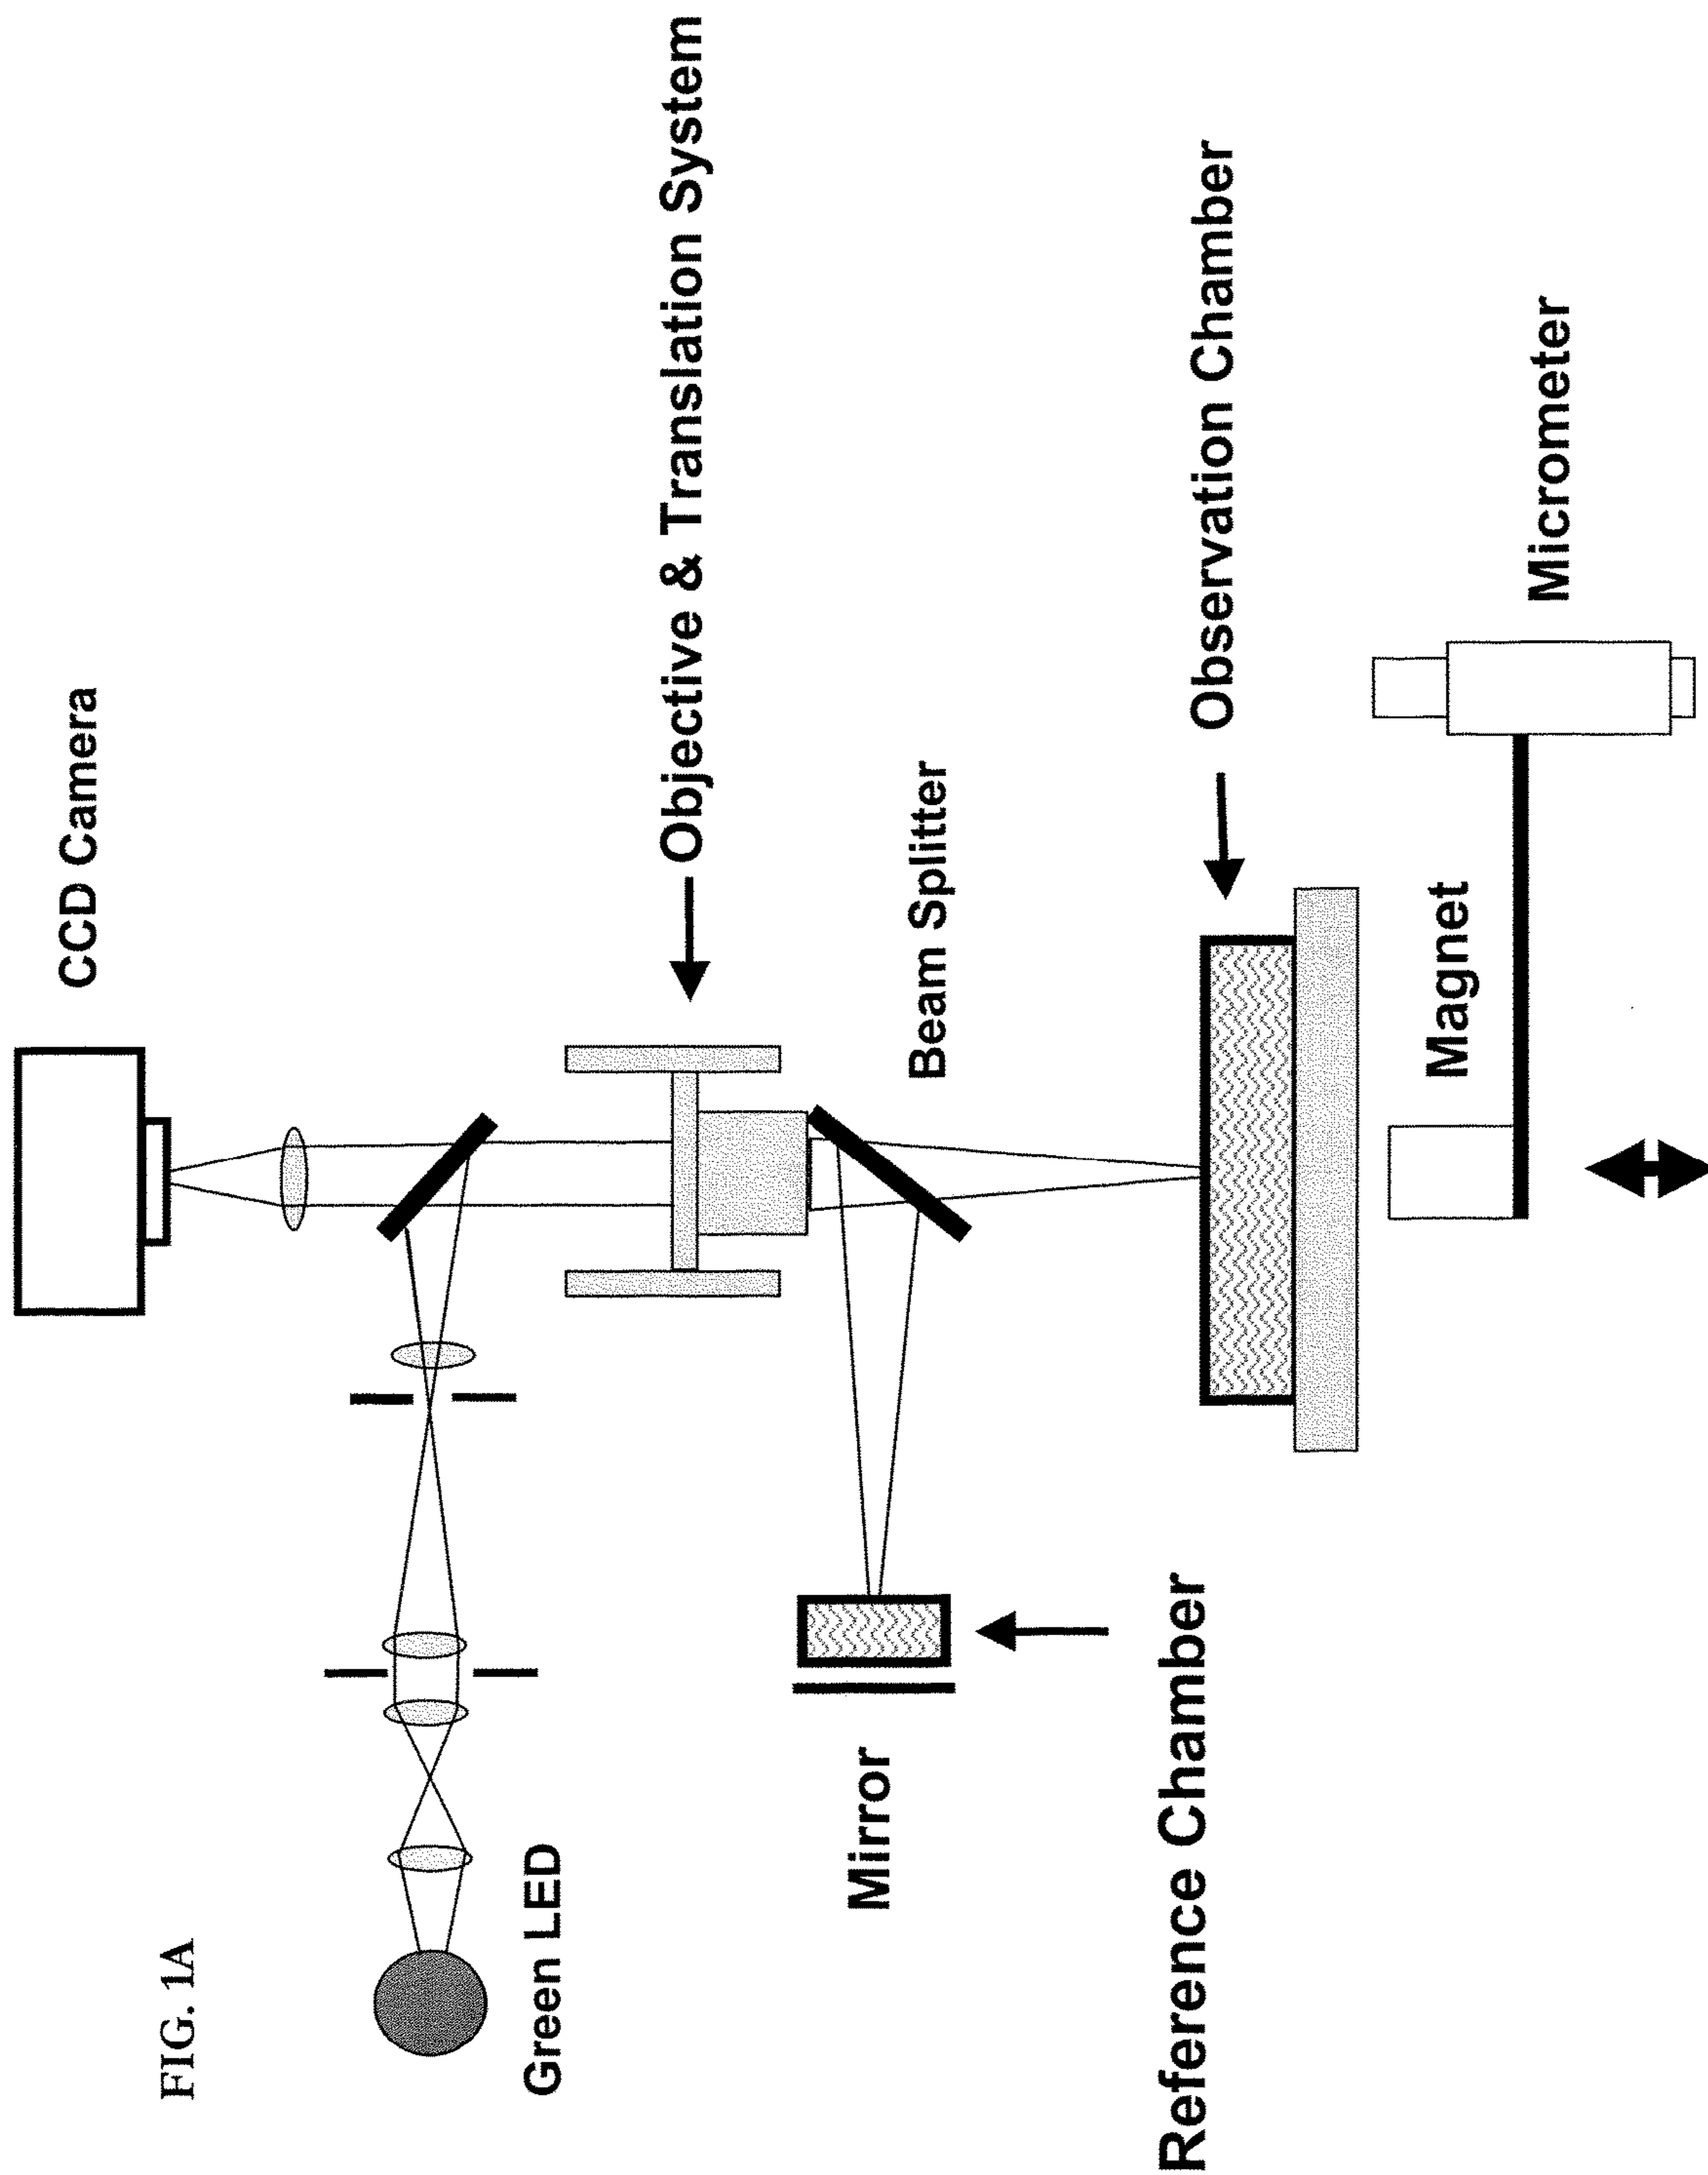 FIG. 1A
CCD Camera
Green LED
Objective & Translation System
Mirror
Beam Splitter
Reference Chamber
Observation Chamber
Magnet
Micrometer